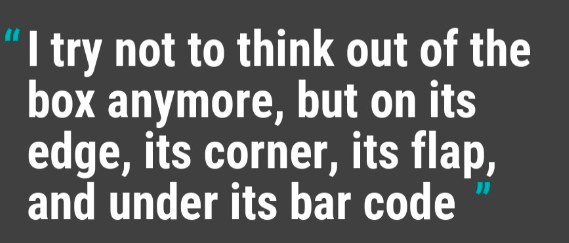 “ I try not to think out of the
box anymore, but on its
edge, its corner, its flap,
and under its bar code ”